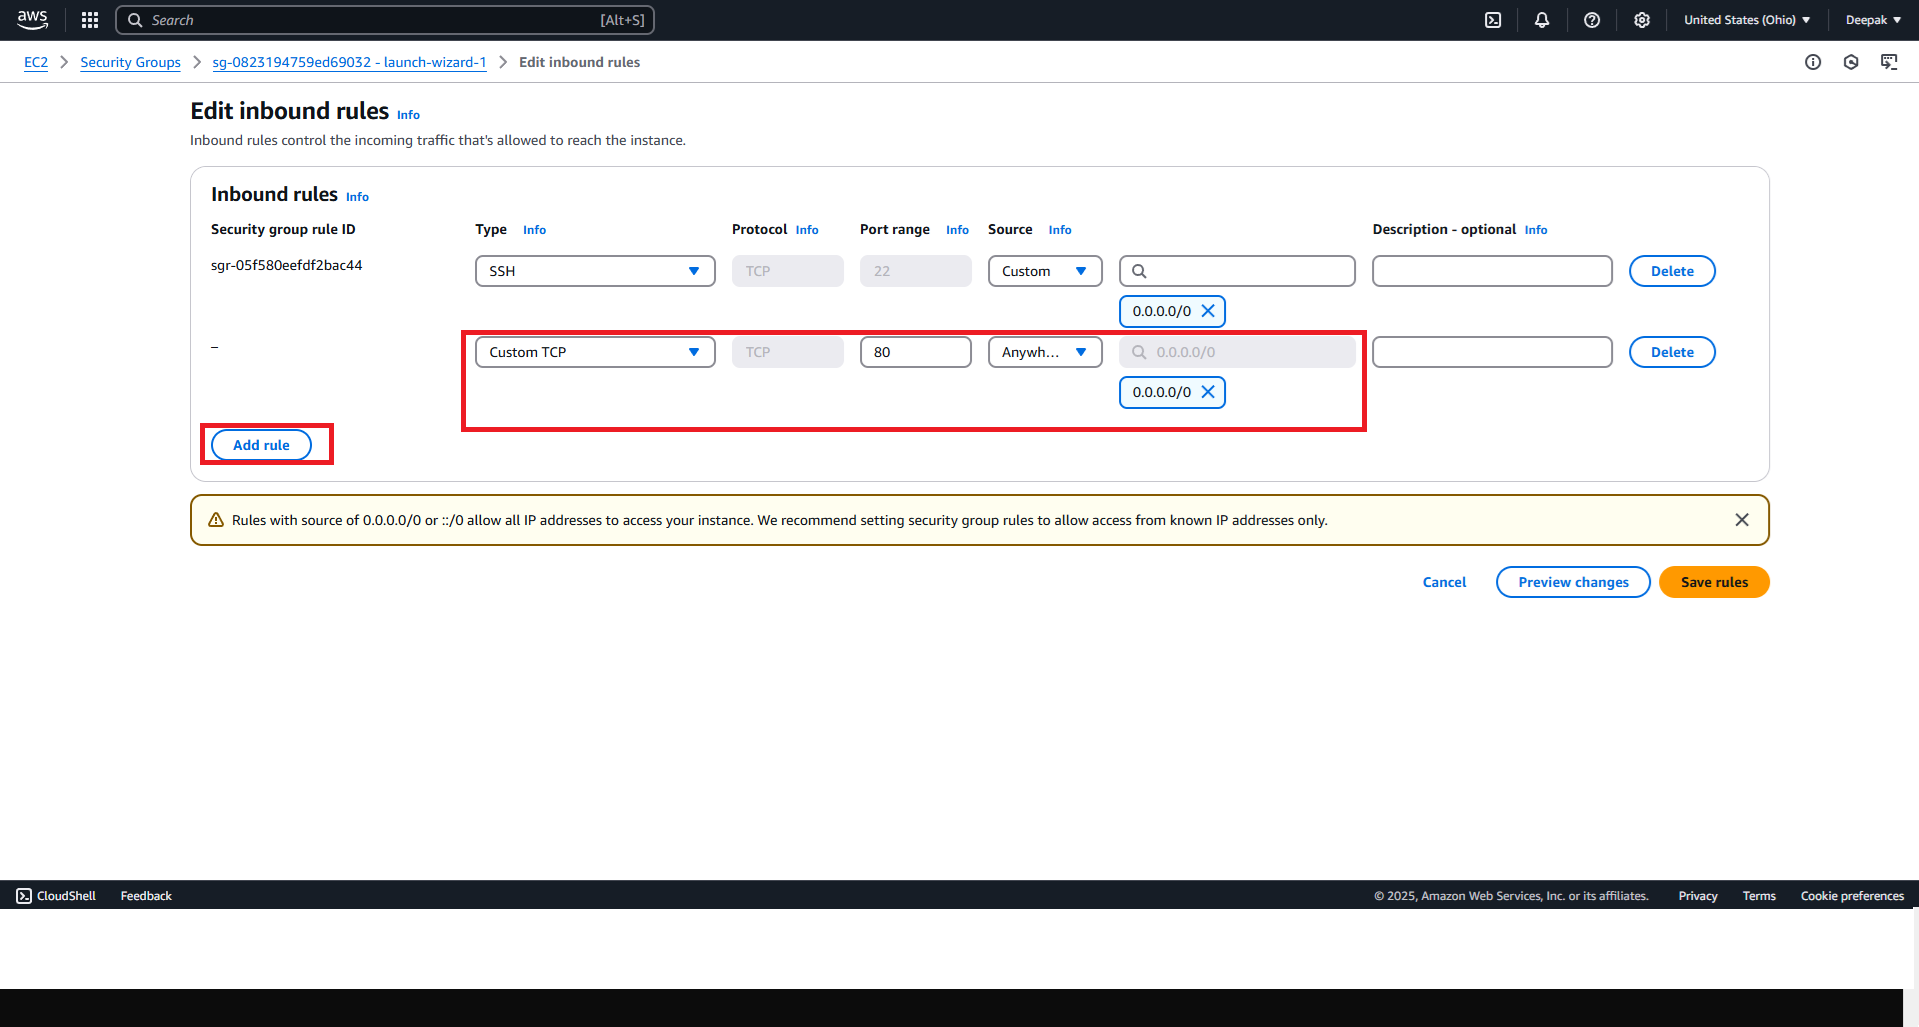 aws Search [Alt+S] United States (Ohio) Deepak
EC2 Security Groups sg-0823194759ed69032 - launch-wizard-1 Edit inbound rules
Edit inbound rules Info
Inbound rules control the incoming traffic that's allowed to reach the instance.
Inbound rules Info
Security group rule ID Type Info Protocol Info Port range Info Source Info Description - optional Info
sgr-05f580eefdf2bac44 SSH TCP 22 Custom Delete
0.0.0.0/0
– Custom TCP TCP 80 Anywh... 0.0.0.0/0 Delete
0.0.0.0/0
Add rule
Rules with source of 0.0.0.0/0 or ::/0 allow all IP addresses to access your instance. We recommend setting security group rules to allow access from known IP addresses only.
Cancel Preview changes Save rules
CloudShell Feedback © 2025, Amazon Web Services, Inc. or its affiliates. Privacy Terms Cookie preferences